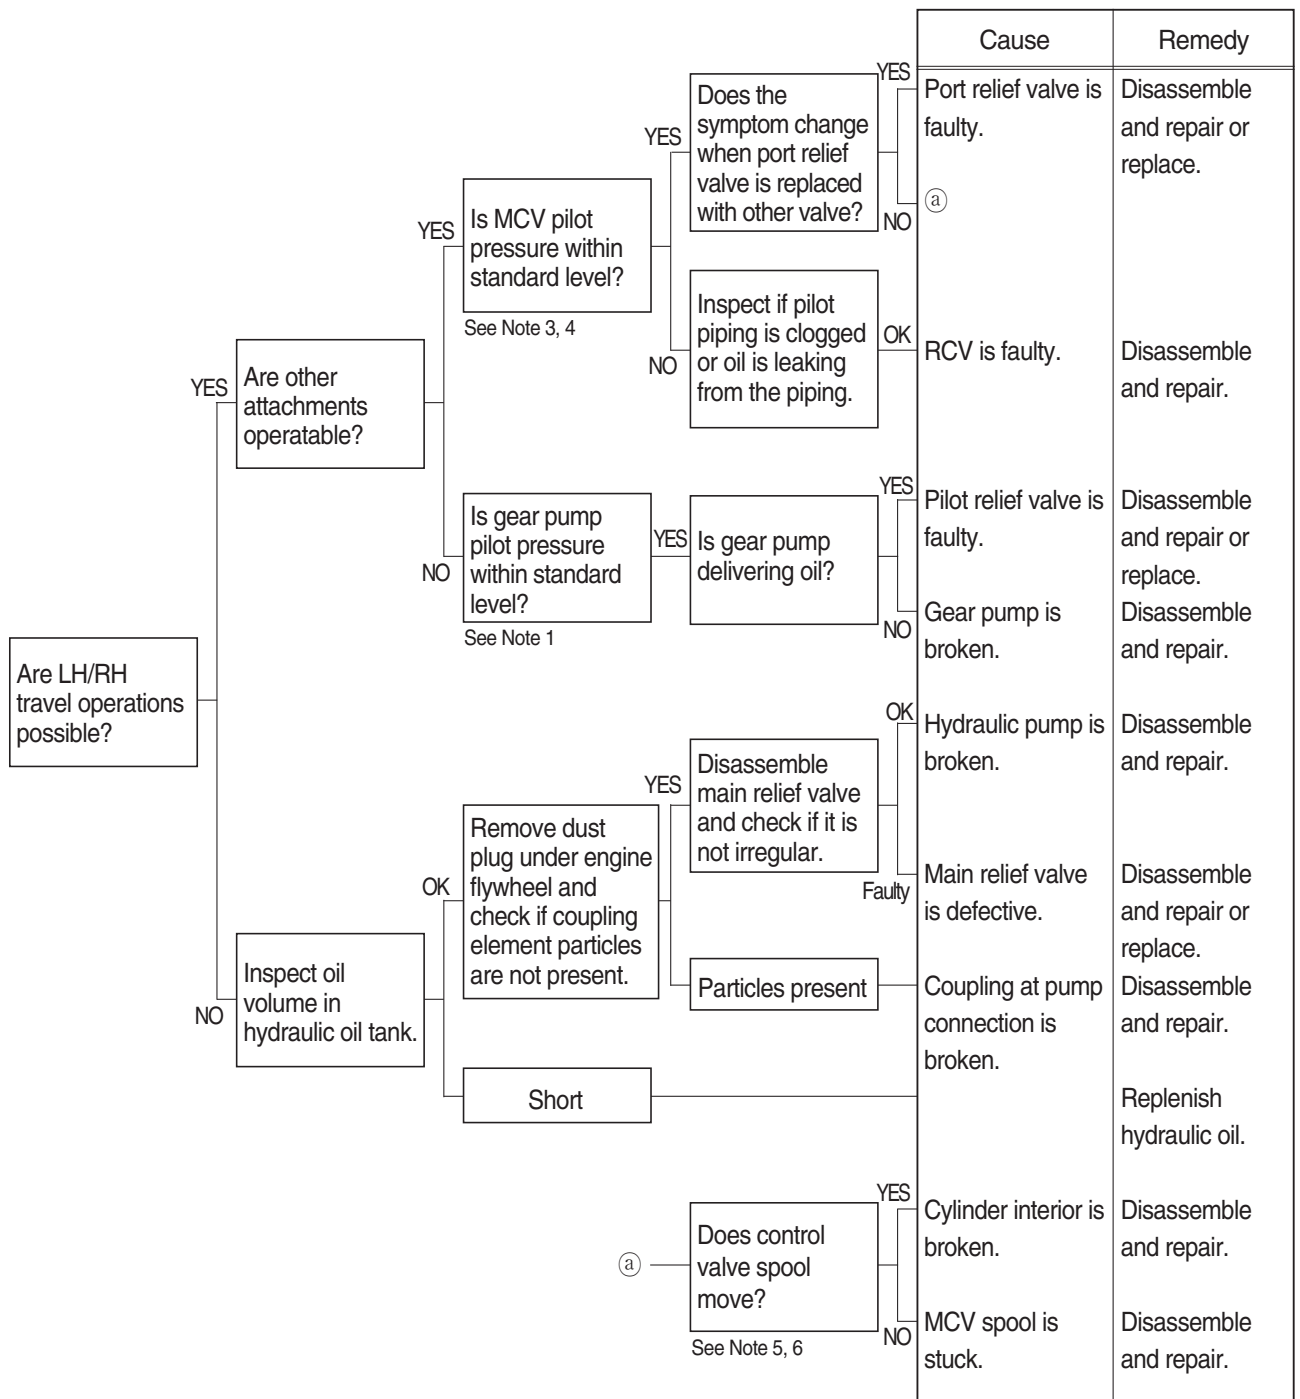 Cause
Remedy
Are LH/RH
travel operations
possible?
YES
Are other
attachments
operatable?
YES
Is MCV pilot
pressure within
standard level?
See Note 3, 4
YES
Does the
symptom change
when port relief
valve is replaced
with other valve?
YES
Port relief valve is
faulty.
Disassemble
and repair or
replace.
NO
ⓐ
NO
Inspect if pilot
piping is clogged
or oil is leaking
from the piping.
OK
RCV is faulty.
Disassemble
and repair.
NO
Is gear pump
pilot pressure
within standard
level?
See Note 1
YES
Is gear pump
delivering oil?
YES
Pilot relief valve is
faulty.
Disassemble
and repair or
replace.
NO
Gear pump is
broken.
Disassemble
and repair.
NO
Inspect oil
volume in
hydraulic oil tank.
OK
Remove dust
plug under engine
flywheel and
check if coupling
element particles
are not present.
YES
Disassemble
main relief valve
and check if it is
not irregular.
OK
Hydraulic pump is
broken.
Disassemble
and repair.
Faulty
Main relief valve
is defective.
Disassemble
and repair or
replace.
Particles present
Coupling at pump
connection is
broken.
Disassemble
and repair.
Short
Replenish
hydraulic oil.
ⓐ
Does control
valve spool
move?
See Note 5, 6
YES
Cylinder interior is
broken.
Disassemble
and repair.
NO
MCV spool is
stuck.
Disassemble
and repair.